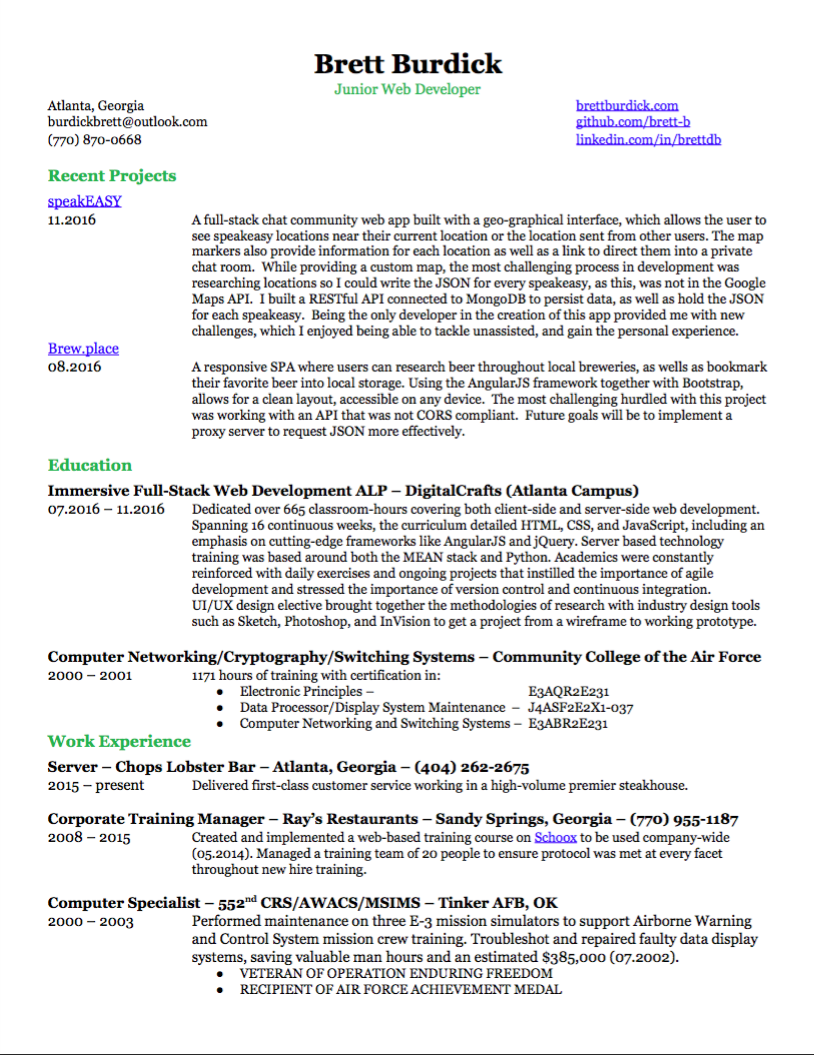 Brett Burdick
Junior Web Developer
Atlanta, Georgia brettburdick.com
burdickbrett@outlook.com github.com/brett-b
(770) 870-0668 linkedin.com/in/brettdb
Recent Projects
speakEASY
11.2016 A full-stack chat community web app built with a geo-graphical interface, which allows the user to
see speakeasy locations near their current location or the location sent from other users. The map
markers also provide information for each location as well as a link to direct them into a private
chat room. While providing a custom map, the most challenging process in development was
researching locations so I could write the JSON for every speakeasy, as this, was not in the Google
Maps API. I built a RESTful API connected to MongoDB to persist data, as well as hold the JSON
for each speakeasy. Being the only developer in the creation of this app provided me with new
challenges, which I enjoyed being able to tackle unassisted, and gain the personal experience.
Brew.place
08.2016 A responsive SPA where users can research beer throughout local breweries, as wells as bookmark
their favorite beer into local storage. Using the AngularJS framework together with Bootstrap,
allows for a clean layout, accessible on any device. The most challenging hurdled with this project
was working with an API that was not CORS compliant. Future goals will be to implement a
proxy server to request JSON more effectively.
Education
Immersive Full-Stack Web Development ALP – DigitalCrafts (Atlanta Campus)
07.2016 – 11.2016 Dedicated over 665 classroom-hours covering both client-side and server-side web development.
Spanning 16 continuous weeks, the curriculum detailed HTML, CSS, and JavaScript, including an
emphasis on cutting-edge frameworks like AngularJS and jQuery. Server based technology
training was based around both the MEAN stack and Python. Academics were constantly
reinforced with daily exercises and ongoing projects that instilled the importance of agile
development and stressed the importance of version control and continuous integration.
UI/UX design elective brought together the methodologies of research with industry design tools
such as Sketch, Photoshop, and InVision to get a project from a wireframe to working prototype.
Computer Networking/Cryptography/Switching Systems – Community College of the Air Force
2000 – 2001 1171 hours of training with certification in:
● Electronic Principles – E3AQR2E231
● Data Processor/Display System Maintenance – J4ASF2E2X1-037
● Computer Networking and Switching Systems – E3ABR2E231
Work Experience
Server – Chops Lobster Bar – Atlanta, Georgia – (404) 262-2675
2015 – present Delivered first-class customer service working in a high-volume premier steakhouse.
Corporate Training Manager – Ray’s Restaurants – Sandy Springs, Georgia – (770) 955-1187
2008 – 2015 Created and implemented a web-based training course on Schoox to be used company-wide
(05.2014). Managed a training team of 20 people to ensure protocol was met at every facet
throughout new hire training.
Computer Specialist – 552nd CRS/AWACS/MSIMS – Tinker AFB, OK
2000 – 2003 Performed maintenance on three E-3 mission simulators to support Airborne Warning
and Control System mission crew training. Troubleshot and repaired faulty data display
systems, saving valuable man hours and an estimated $385,000 (07.2002).
● VETERAN OF OPERATION ENDURING FREEDOM
● RECIPIENT OF AIR FORCE ACHIEVEMENT MEDAL